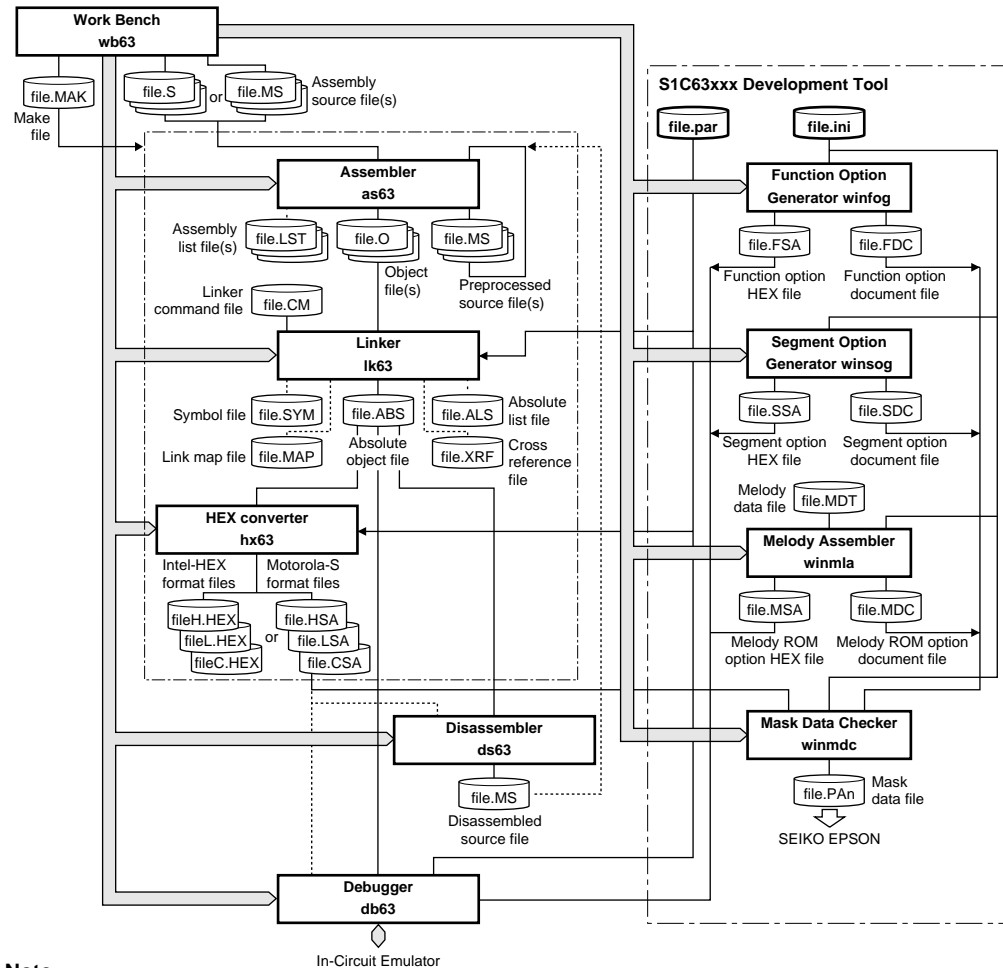 Work Bench
wb63
file.MAK
Make
file
file.S
or
file.MS
Assembly
source file(s)
S1C63xxx Development Tool
file.par
file.ini
Assembler
as63
Function Option
Generator winfog
Assembly
list file(s)
file.LST
file.O
file.MS
Object
file(s)
Preprocessed
source file(s)
file.FSA
file.FDC
Function option
HEX file
Function option
document file
Linker
command file
file.CM
Linker
lk63
Segment Option
Generator winsog
Symbol file
file.SYM
file.ABS
file.ALS
Absolute
list file
file.SSA
file.SDC
Link map file
file.MAP
Absolute
object file
file.XRF
Cross
reference
file
Segment option
HEX file
Segment option
document file
Melody
data file
file.MDT
HEX converter
hx63
Melody Assembler
winmla
Intel-HEX
format files
Motorola-S
format files
fileH.HEX
fileL.HEX
fileC.HEX
or
file.HSA
file.LSA
file.CSA
file.MSA
file.MDC
Melody ROM
option HEX file
Melody ROM option
document file
Disassembler
ds63
Mask Data Checker
winmdc
file.MS
Disassembled
source file
file.PAn
Mask
data file
SEIKO EPSON
Debugger
db63
In-Circuit Emulator